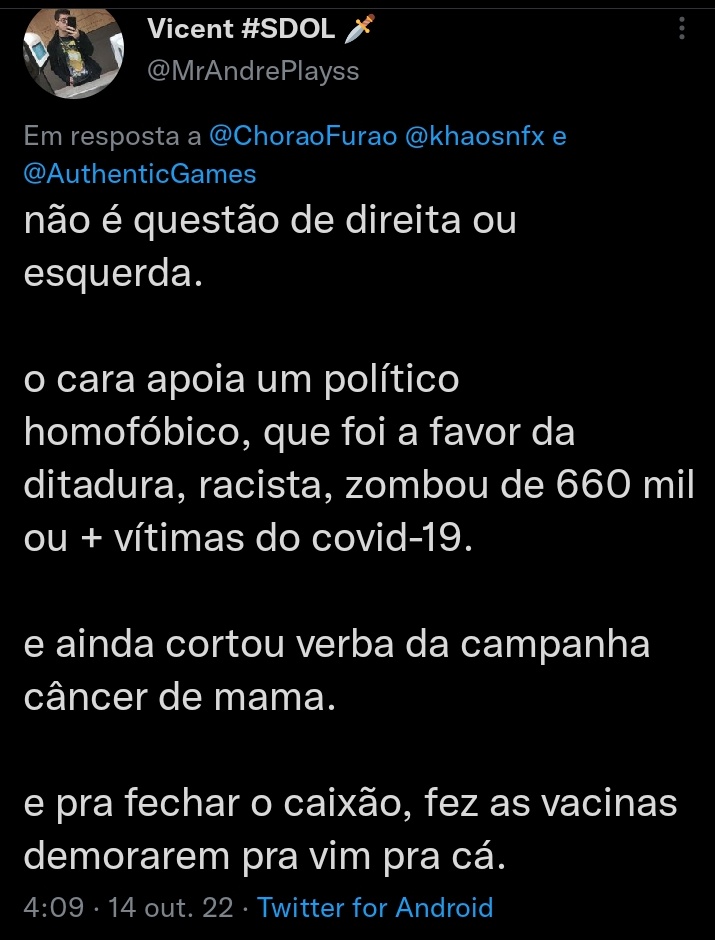 Vicent #SDOL 🗡️
@MrAndrePlayss
Em resposta a @ChoraoFurao @khaosnfx e
@AuthenticGames
não é questão de direita ou
esquerda.
o cara apoia um político
homofóbico, que foi a favor da
ditadura, racista, zombou de 660 mil
ou + vítimas do covid-19.
e ainda cortou verba da campanha
câncer de mama.
e pra fechar o caixão, fez as vacinas
demorarem pra vim pra cá.
4:09 · 14 out. 22 · Twitter for Android